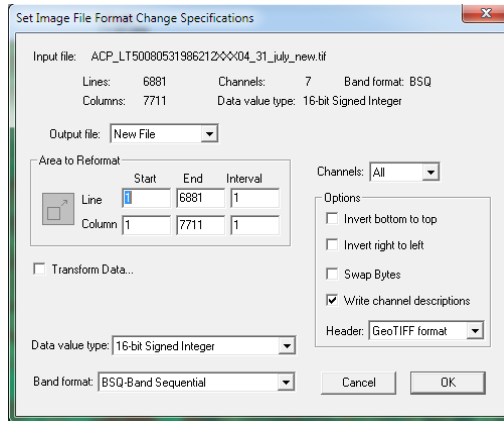 Set Image File Format Change Specifications
Input file: ACP_LT50080531986212XXX04_31_july_new.tif
Lines: 6881 Channels: 7 Band format: BSQ
Columns: 7711 Data value type: 16-bit Signed Integer
Output file: New File
Area to Reformat
Start End Interval
Line 1 6881 1
Column 1 7711 1
Channels: All
Options
Invert bottom to top
Invert right to left
Swap Bytes
Write channel descriptions
Header: GeoTIFF format
Transform Data...
Data value type: 16-bit Signed Integer
Band format: BSQ-Band Sequential
Cancel OK